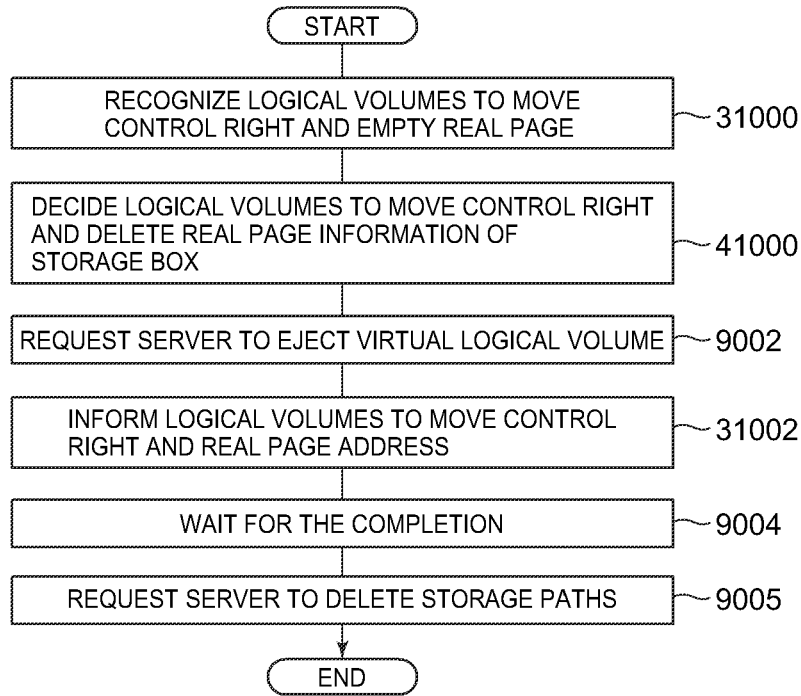 START
RECOGNIZE LOGICAL VOLUMES TO MOVE
CONTROL RIGHT AND EMPTY REAL PAGE
31000
DECIDE LOGICAL VOLUMES TO MOVE CONTROL RIGHT
AND DELETE REAL PAGE INFORMATION OF
STORAGE BOX
41000
REQUEST SERVER TO EJECT VIRTUAL LOGICAL VOLUME
9002
INFORM LOGICAL VOLUMES TO MOVE CONTROL
RIGHT AND REAL PAGE ADDRESS
31002
WAIT FOR THE COMPLETION
9004
REQUEST SERVER TO DELETE STORAGE PATHS
9005
END